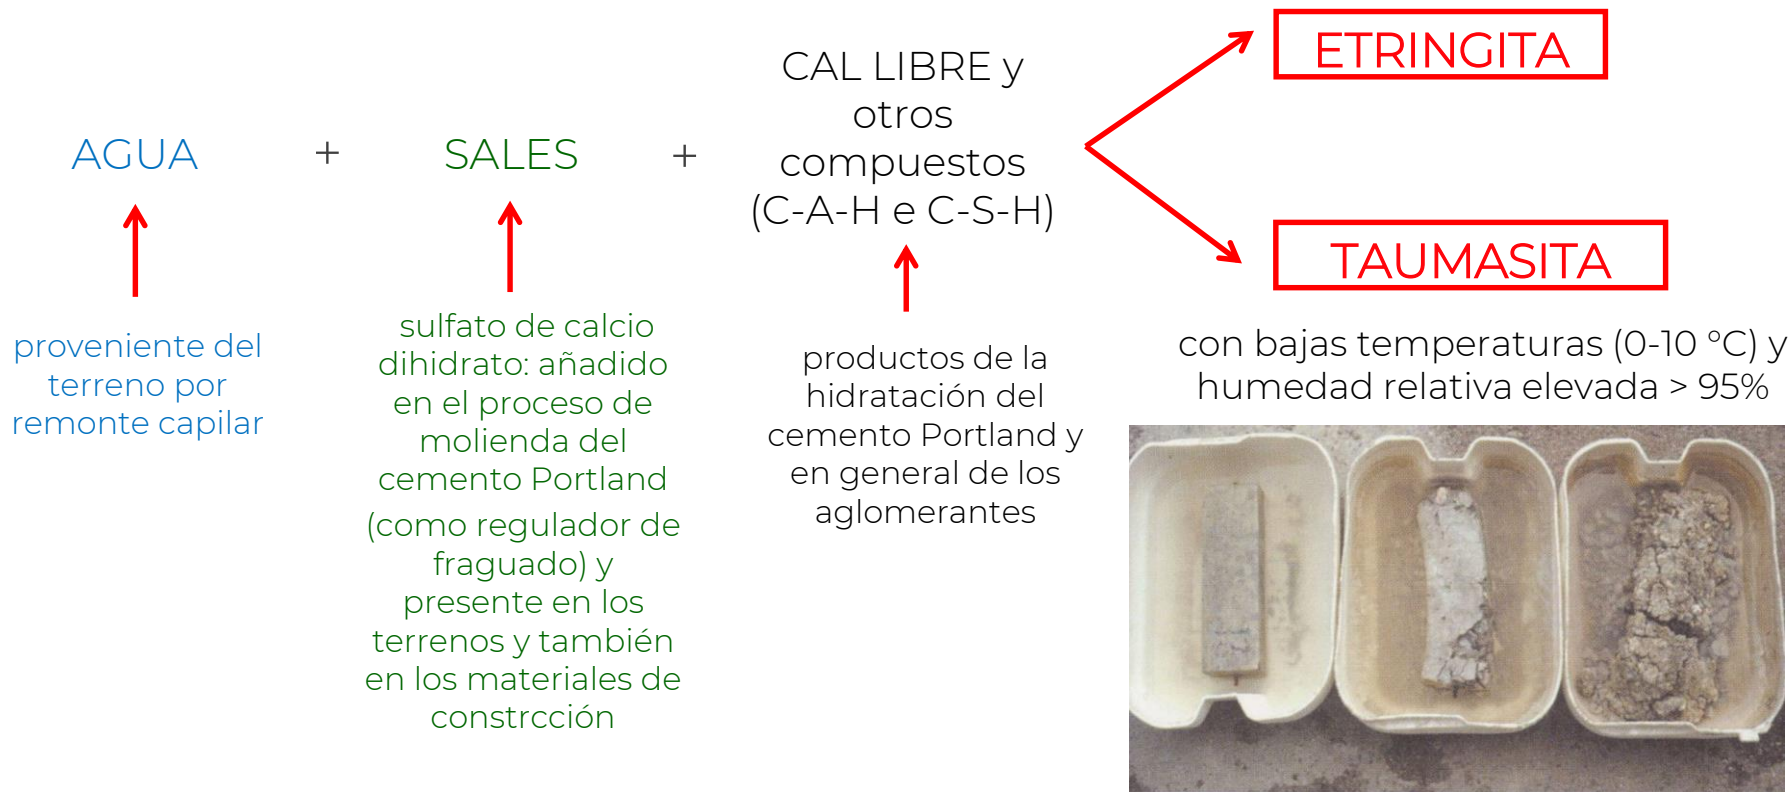 AGUA
+
SALES
+
CAL LIBRE y
otros
compuestos
(C-A-H e C-S-H)
ETRINGITA
TAUMASITA
proveniente del
terreno por
remonte capilar
sulfato de calcio
dihidrato: añadido
en el proceso de
molienda del
cemento Portland
(como regulador de
fraguado) y
presente en los
terrenos y también
en los materiales de
constrcción
productos de la
hidratación del
cemento Portland y
en general de los
aglomerantes
con bajas temperaturas (0-10 °C) y
humedad relativa elevada > 95%